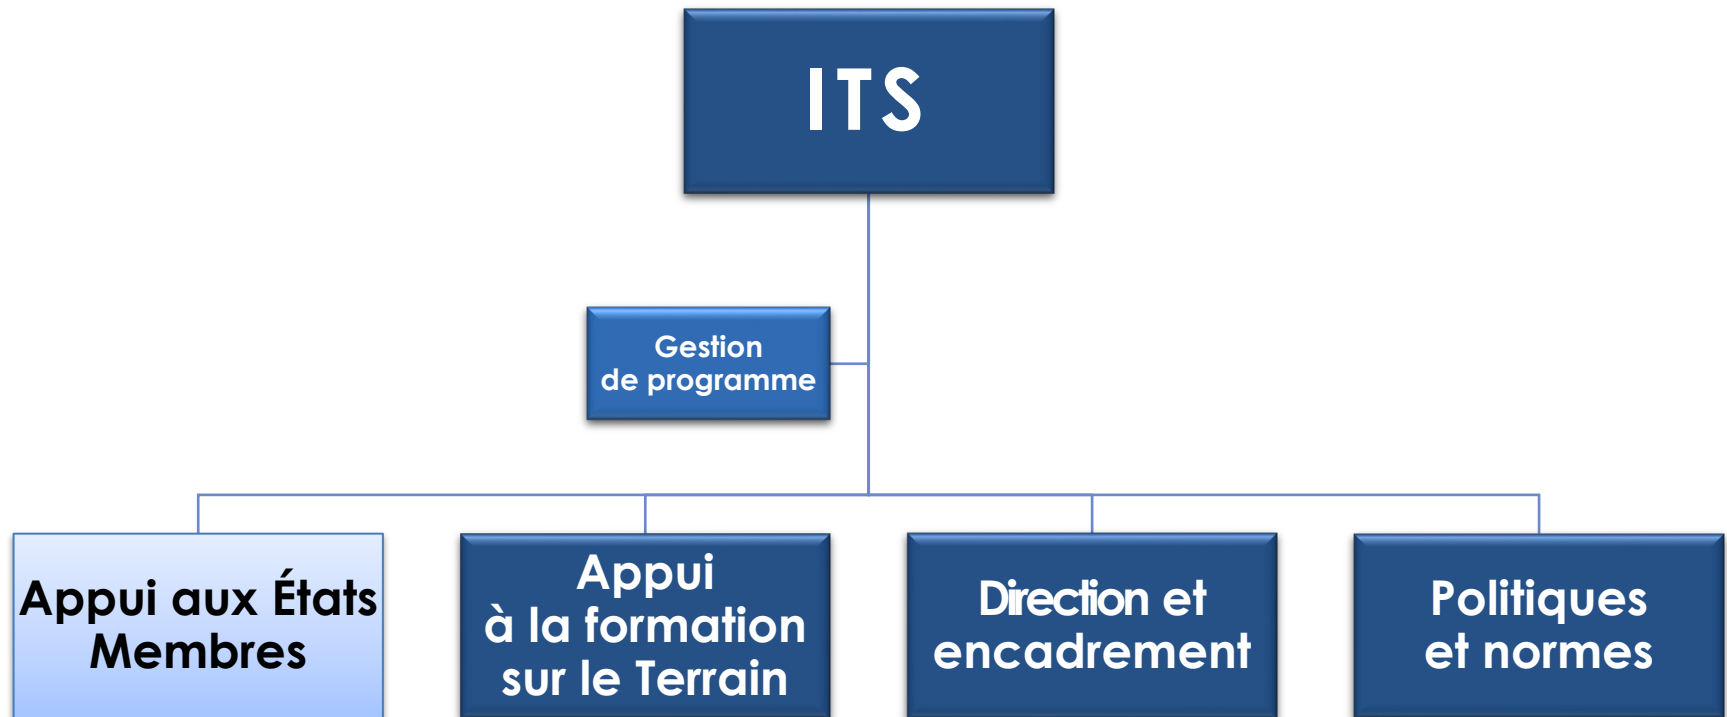 ITS
Gestion
de programme
Appui aux États
Membres
Appui
à la formation
sur le Terrain
Direction et
encadrement
Politiques
et normes